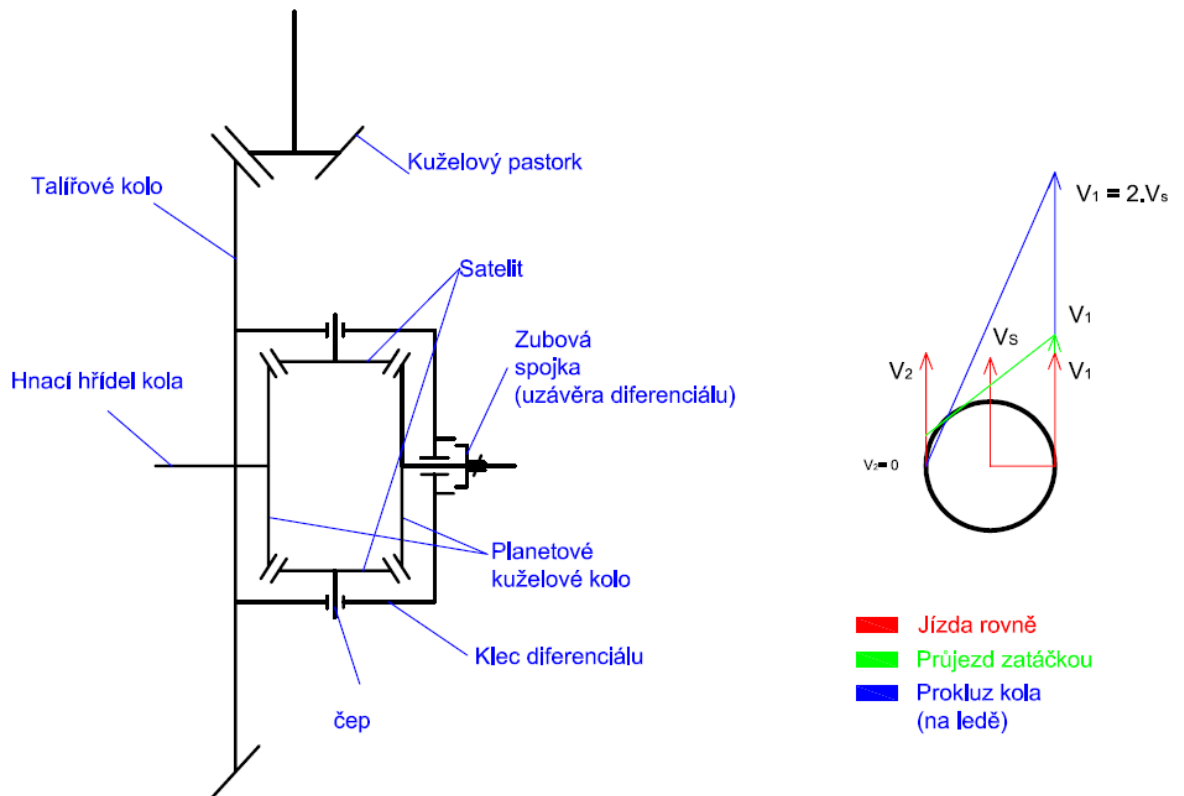 Kuželový pastork
Talířové kolo
Satelit
Zubová
spojka
(uzávěra diferenciálu)
Hnací hřídel kola
Planetové
kuželové kolo
Klec diferenciálu
čep
V₁ = 2.Vₛ
V₁
Vₛ
V₂
V₁
V₂= 0
Jízda rovně
Průjezd zatáčkou
Prokluz kola
(na ledě)